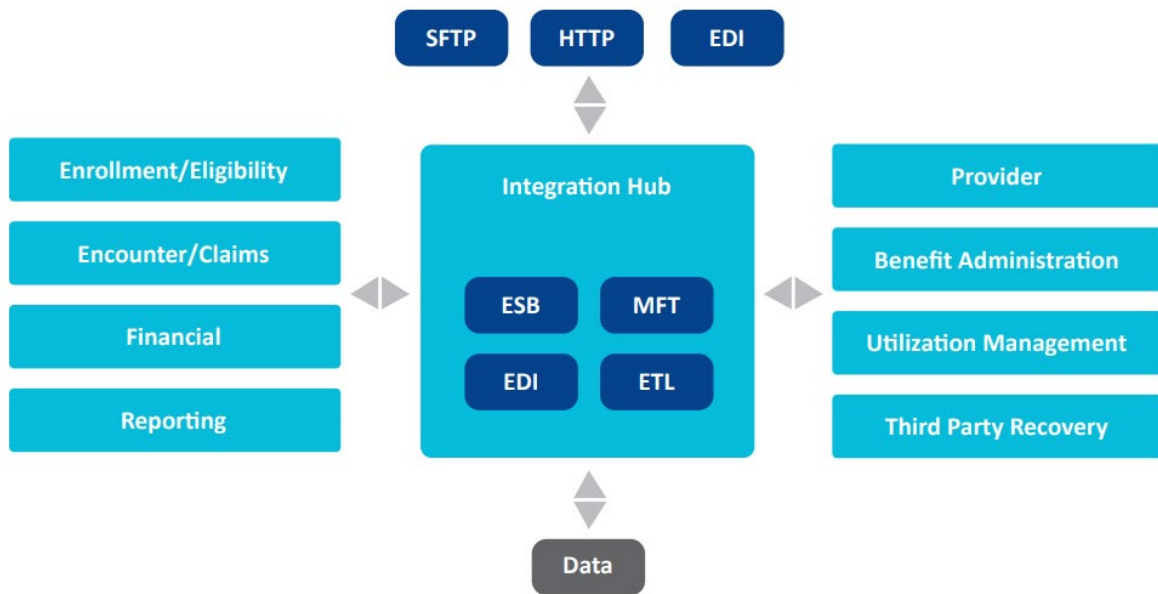 SFTP
HTTP
EDI
Enrollment/Eligibility
Encounter/Claims
Financial
Reporting
Integration Hub
ESB
MFT
EDI
ETL
Provider
Benefit Administration
Utilization Management
Third Party Recovery
Data